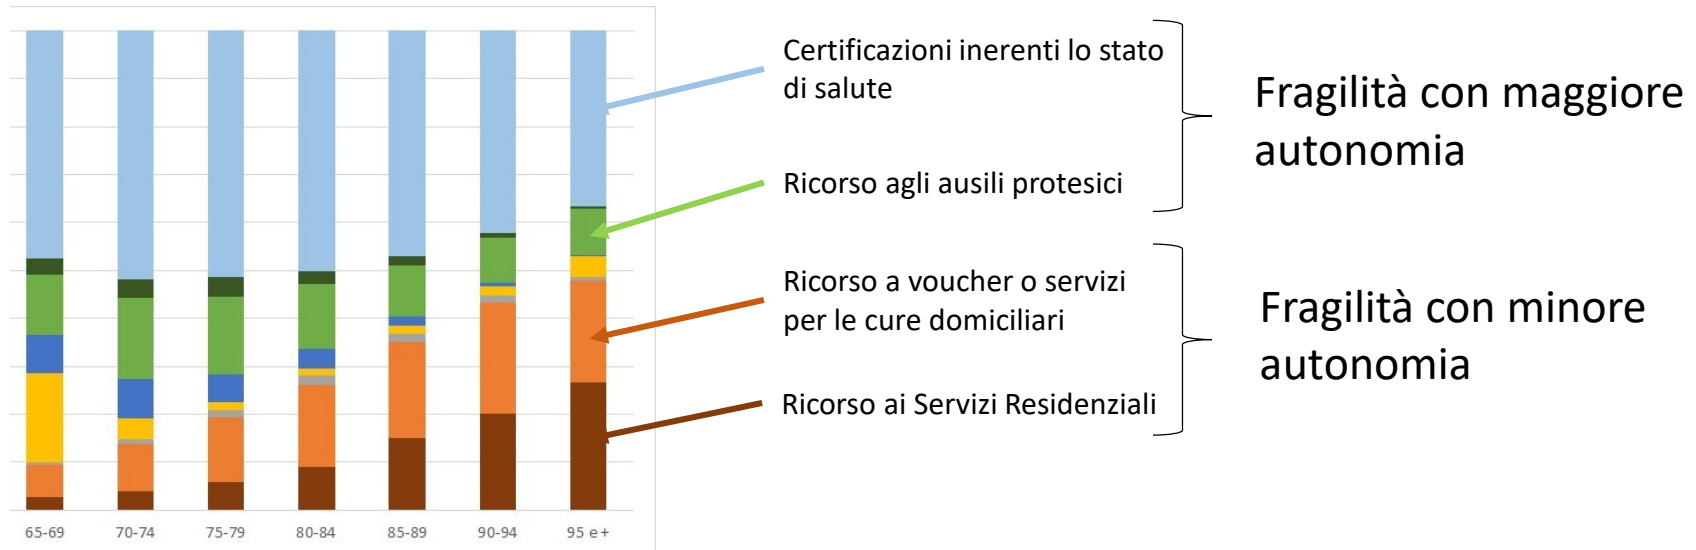 Certificazioni inerenti lo stato
di salute
Ricorso agli ausili protesici
Ricorso a voucher o servizi
per le cure domiciliari
Ricorso ai Servizi Residenziali
Fragilità con maggiore
autonomia
Fragilità con minore
autonomia
65-69
70-74
75-79
80-84
85-89
90-94
95 e+